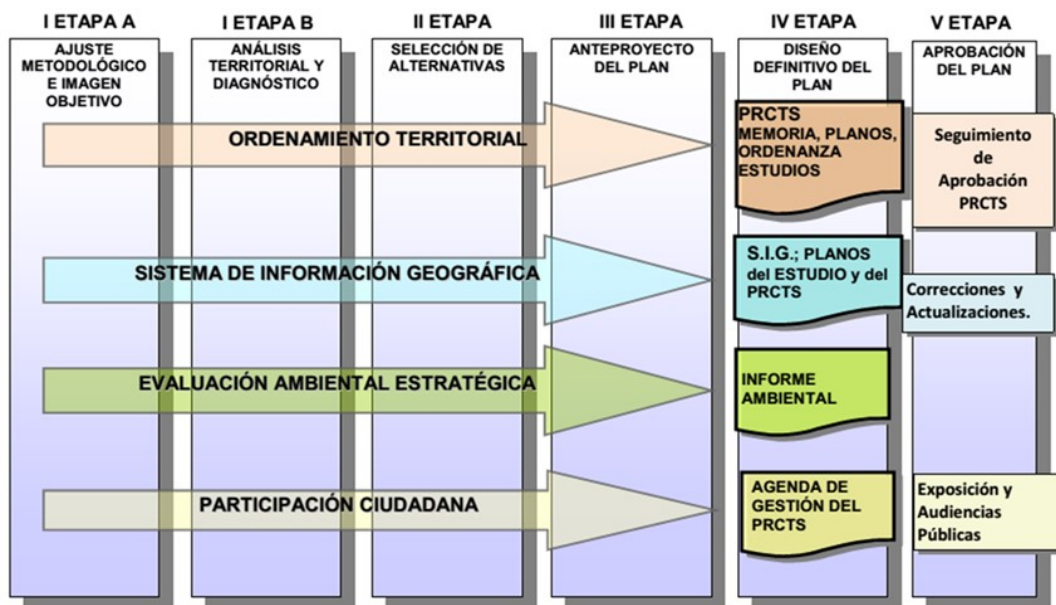 I ETAPA A
I ETAPA B
II ETAPA
III ETAPA
IV ETAPA
V ETAPA
AJUSTE
METODOLÓGICO
E IMAGEN
OBJETIVO
ANÁLISIS
TERRITORIAL Y
DIAGNÓSTICO
SELECCIÓN DE
ALTERNATIVAS
ANTEPROYECTO
DEL PLAN
DISEÑO
DEFINITIVO DEL
PLAN
APROBACIÓN
DEL PLAN
ORDENAMIENTO TERRITORIAL
PRCTS
MEMORIA, PLANOS,
ORDENANZA
ESTUDIOS
Seguimiento
de
Aprobación
PRCTS
SISTEMA DE INFORMACIÓN GEOGRÁFICA
S.I.G.; PLANOS
del ESTUDIO y del
PRCTS
Correcciones y
Actualizaciones.
EVALUACIÓN AMBIENTAL ESTRATÉGICA
INFORME
AMBIENTAL
PARTICIPACIÓN CIUDADANA
AGENDA DE
GESTIÓN DEL
PRCTS
Exposición y
Audiencias
Públicas